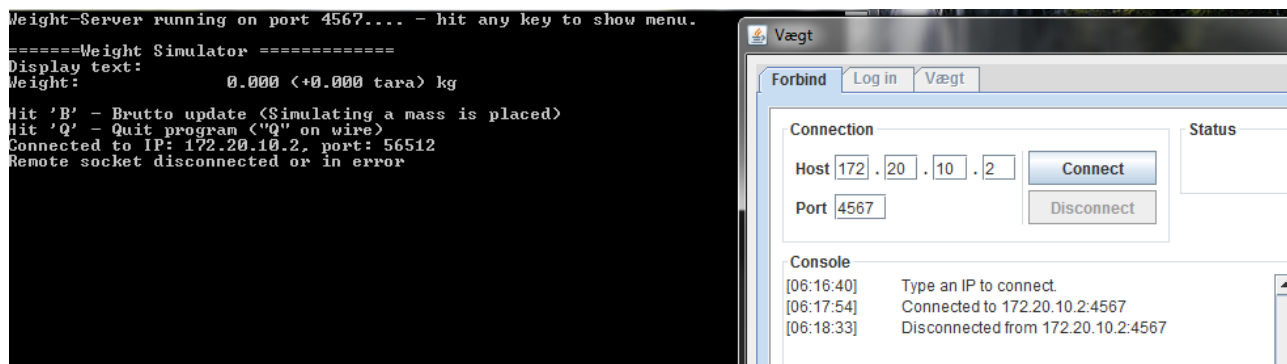 Weight-Server running on port 4567.... - hit any key to show menu.
=======Weight Simulator =============
Display text:
Weight: 0.000 (+0.000 tara) kg
Hit 'B' - Brutto update (Simulating a mass is placed)
Hit 'Q' - Quit program ("Q" on wire)
Connected to IP: 172.20.10.2, port: 56512
Remote socket disconnected or in error
Vægt
Forbind Log in Vægt
Connection
Host 172 . 20 . 10 . 2 Connect
Port 4567 Disconnect
Status
Console
[06:16:40] Type an IP to connect.
[06:17:54] Connected to 172.20.10.2:4567
[06:18:33] Disconnected from 172.20.10.2:4567